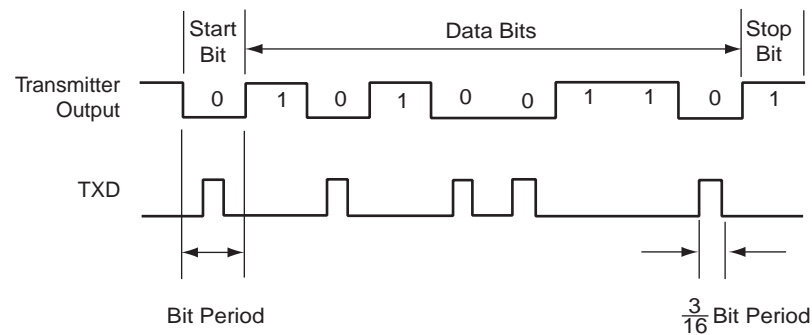 Start
Bit
Data Bits
Stop
Bit
Transmitter
Output
0 1 0 1 0 0 1 1 0 1
TXD
Bit Period
3/16 Bit Period